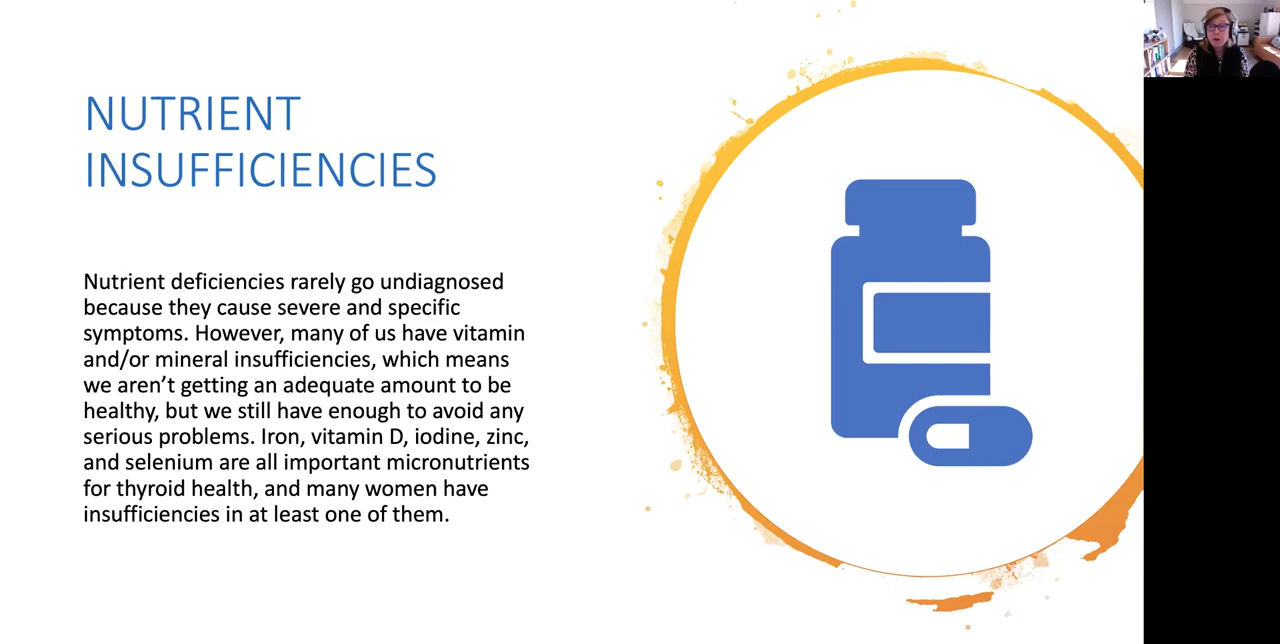 NUTRIENT
INSUFFICIENCIES
Nutrient deficiencies rarely go undiagnosed
because they cause severe and specific
symptoms. However, many of us have vitamin
and/or mineral insufficiencies, which means
we aren’t getting an adequate amount to be
healthy, but we still have enough to avoid any
serious problems. Iron, vitamin D, iodine, zinc,
and selenium are all important micronutrients
for thyroid health, and many women have
insufficiencies in at least one of them.